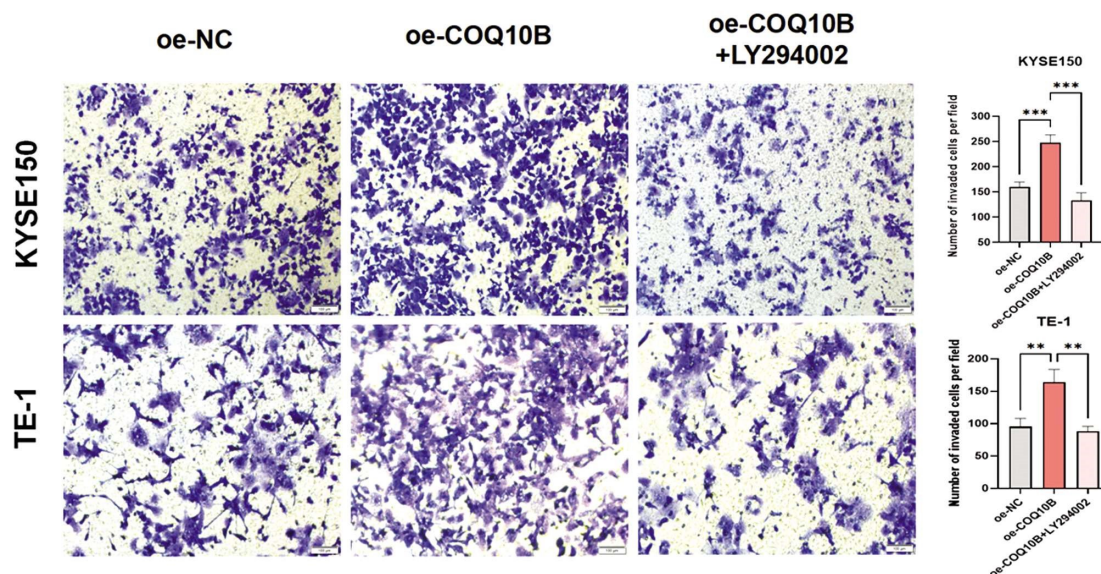 oe-NC
oe-COQ10B
oe-COQ10B
+LY294002
KYSE150
TE-1
KYSE150
***
***
Number of invaded cells per field
300
250
200
150
100
50
oe-NC
oe-COQ10B
oe-COQ10B+LY294002
TE-1
**
**
Number of invaded cells per field
200
150
100
50
0
oe-NC
oe-COQ10B
oe-COQ10B+LY294002